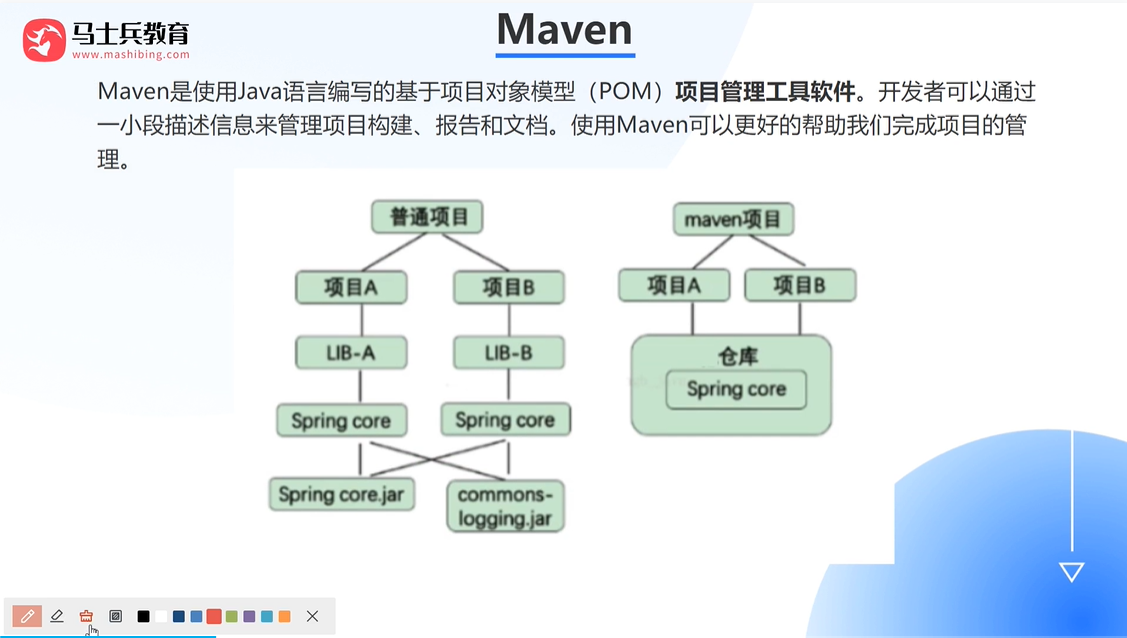 马士兵教育
www.mashibing.com
Maven
Maven是使用Java语言编写的基于项目对象模型（POM）项目管理工具软件。开发者可以通过
一小段描述信息来管理项目构建、报告和文档。使用Maven可以更好的帮助我们完成项目的管
理。
普通项目
项目A
项目B
LIB-A
LIB-B
Spring core
Spring core
Spring core.jar
commons-
logging.jar
maven项目
项目A
项目B
仓库
Spring core